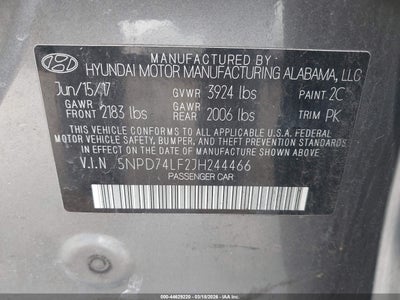 MANUFACTURED BY
HYUNDAI MOTOR MANUFACTURING ALABAMA, LLC
Jun/15/17 GVWR 3924 lbs PAINT 2C
GAWR FRONT 2183 lbs GAWR REAR 2006 lbs TRIM PK
THIS VEHICLE CONFORMS TO ALL APPLICABLE FEDERAL
MOTOR VEHICLE SAFETY, BUMPER, AND THEFT PREVENTION
STANDARDS IN EFFECT ON THE DATE OF MANUFACTURE
SHOWN ABOVE.
V.I.N 5NPD74LF2JH244466
PASSENGER CAR
000-44629220 - 03/18/2026 - IAA Inc.